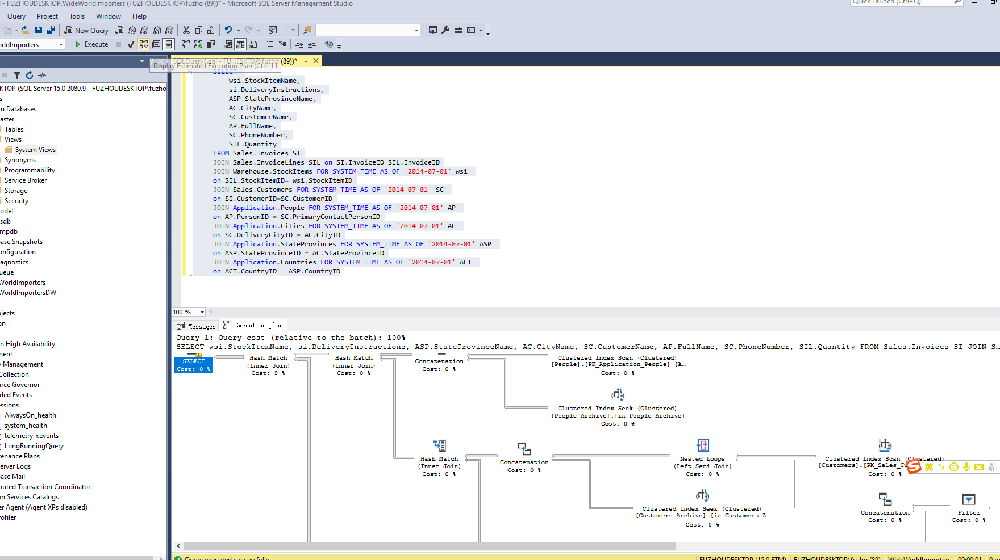 - FUZHOUDESKTOP.WideWorldImporters (FUZHOUDESKTOP\fuzho (89))* - Microsoft SQL Server Management Studio
Quick Launch (Ctrl+Q)
Query Project Tools Window Help
New Query
MDX DMX XMLA DAX
Execute
SQLQuery4.sql - FU...ESKTOP\fuzho (89))*
Display Estimated Execution Plan (Ctrl+L)
SELECT
wsi.StockItemName,
si.DeliveryInstructions,
ASP.StateProvinceName,
AC.CityName,
SC.CustomerName,
AP.FullName,
SC.PhoneNumber,
SIL.Quantity
FROM Sales.Invoices SI
JOIN Sales.InvoiceLines SIL on SI.InvoiceID=SIL.InvoiceID
JOIN Warehouse.StockItems FOR SYSTEM_TIME AS OF '2014-07-01' wsi
on SIL.StockItemID= wsi.StockItemID
JOIN Sales.Customers FOR SYSTEM_TIME AS OF '2014-07-01' SC
on SI.CustomerID=SC.CustomerID
JOIN Application.People FOR SYSTEM_TIME AS OF '2014-07-01' AP
on AP.PersonID = SC.PrimaryContactPersonID
JOIN Application.Cities FOR SYSTEM_TIME AS OF '2014-07-01' AC
on SC.DeliveryCityID = AC.CityID
JOIN Application.StateProvinces FOR SYSTEM_TIME AS OF '2014-07-01' ASP
on ASP.StateProvinceID = AC.StateProvinceID
JOIN Application.Countries FOR SYSTEM_TIME AS OF '2014-07-01' ACT
on ACT.CountryID = ASP.CountryID
KTOP (SQL Server 15.0.2080.9 - FUZHOUDESKTOP\fuzho
s
m Databases
aster
Tables
Views
System Views
Synonyms
Programmability
Service Broker
Storage
Security
odel
sdb
mpdb
ase Snapshots
onfiguration
agnostics
ueue
WorldImporters
WorldImportersDW
jects
on
n High Availability
ment
y Management
Collection
urce Governor
ded Events
essions
AlwaysOn_health
system_health
telemetry_xevents
LongRunningQuery
tenance Plans
erver Logs
base Mail
buted Transaction Coordinator
on Services Catalogs
er Agent (Agent XPs disabled)
rofiler
100 %
Messages Execution plan
Query 1: Query cost (relative to the batch): 100%
SELECT wsi.StockItemName, si.DeliveryInstructions, ASP.StateProvinceName, AC.CityName, SC.CustomerName, AP.FullName, SC.PhoneNumber, SIL.Quantity FROM Sales.Invoices SI JOIN S...
SELECT
Cost: 0 %
Hash Match
(Inner Join)
Cost: 9 %
Hash Match
(Inner Join)
Cost: 0 %
Concatenation
Cost: 0 %
Clustered Index Scan (Clustered)
[People].[PK_Application_People] [A...
Cost: 0 %
Clustered Index Seek (Clustered)
[People_Archive].[ix_People_Archive]
Cost: 0 %
Hash Match
(Inner Join)
Cost: 0 %
Concatenation
Cost: 0 %
Nested Loops
(Left Semi Join)
Cost: 0 %
Clustered Index Scan (Clustered)
[Customers].[PK_Sales_Cu
Cost: 0 %
英
Clustered Index Seek (Clustered)
[Customers_Archive].[ix_Customers_A...
Cost: 0 %
Concatenation
Cost: 0 %
Filter
Cost: 0 %
Query executed successfully
FUZHOUDESKTOP (15.0 RTM) FUZHOUDESKTOP\fuzho (89) WideWorldImporters 00:00:01